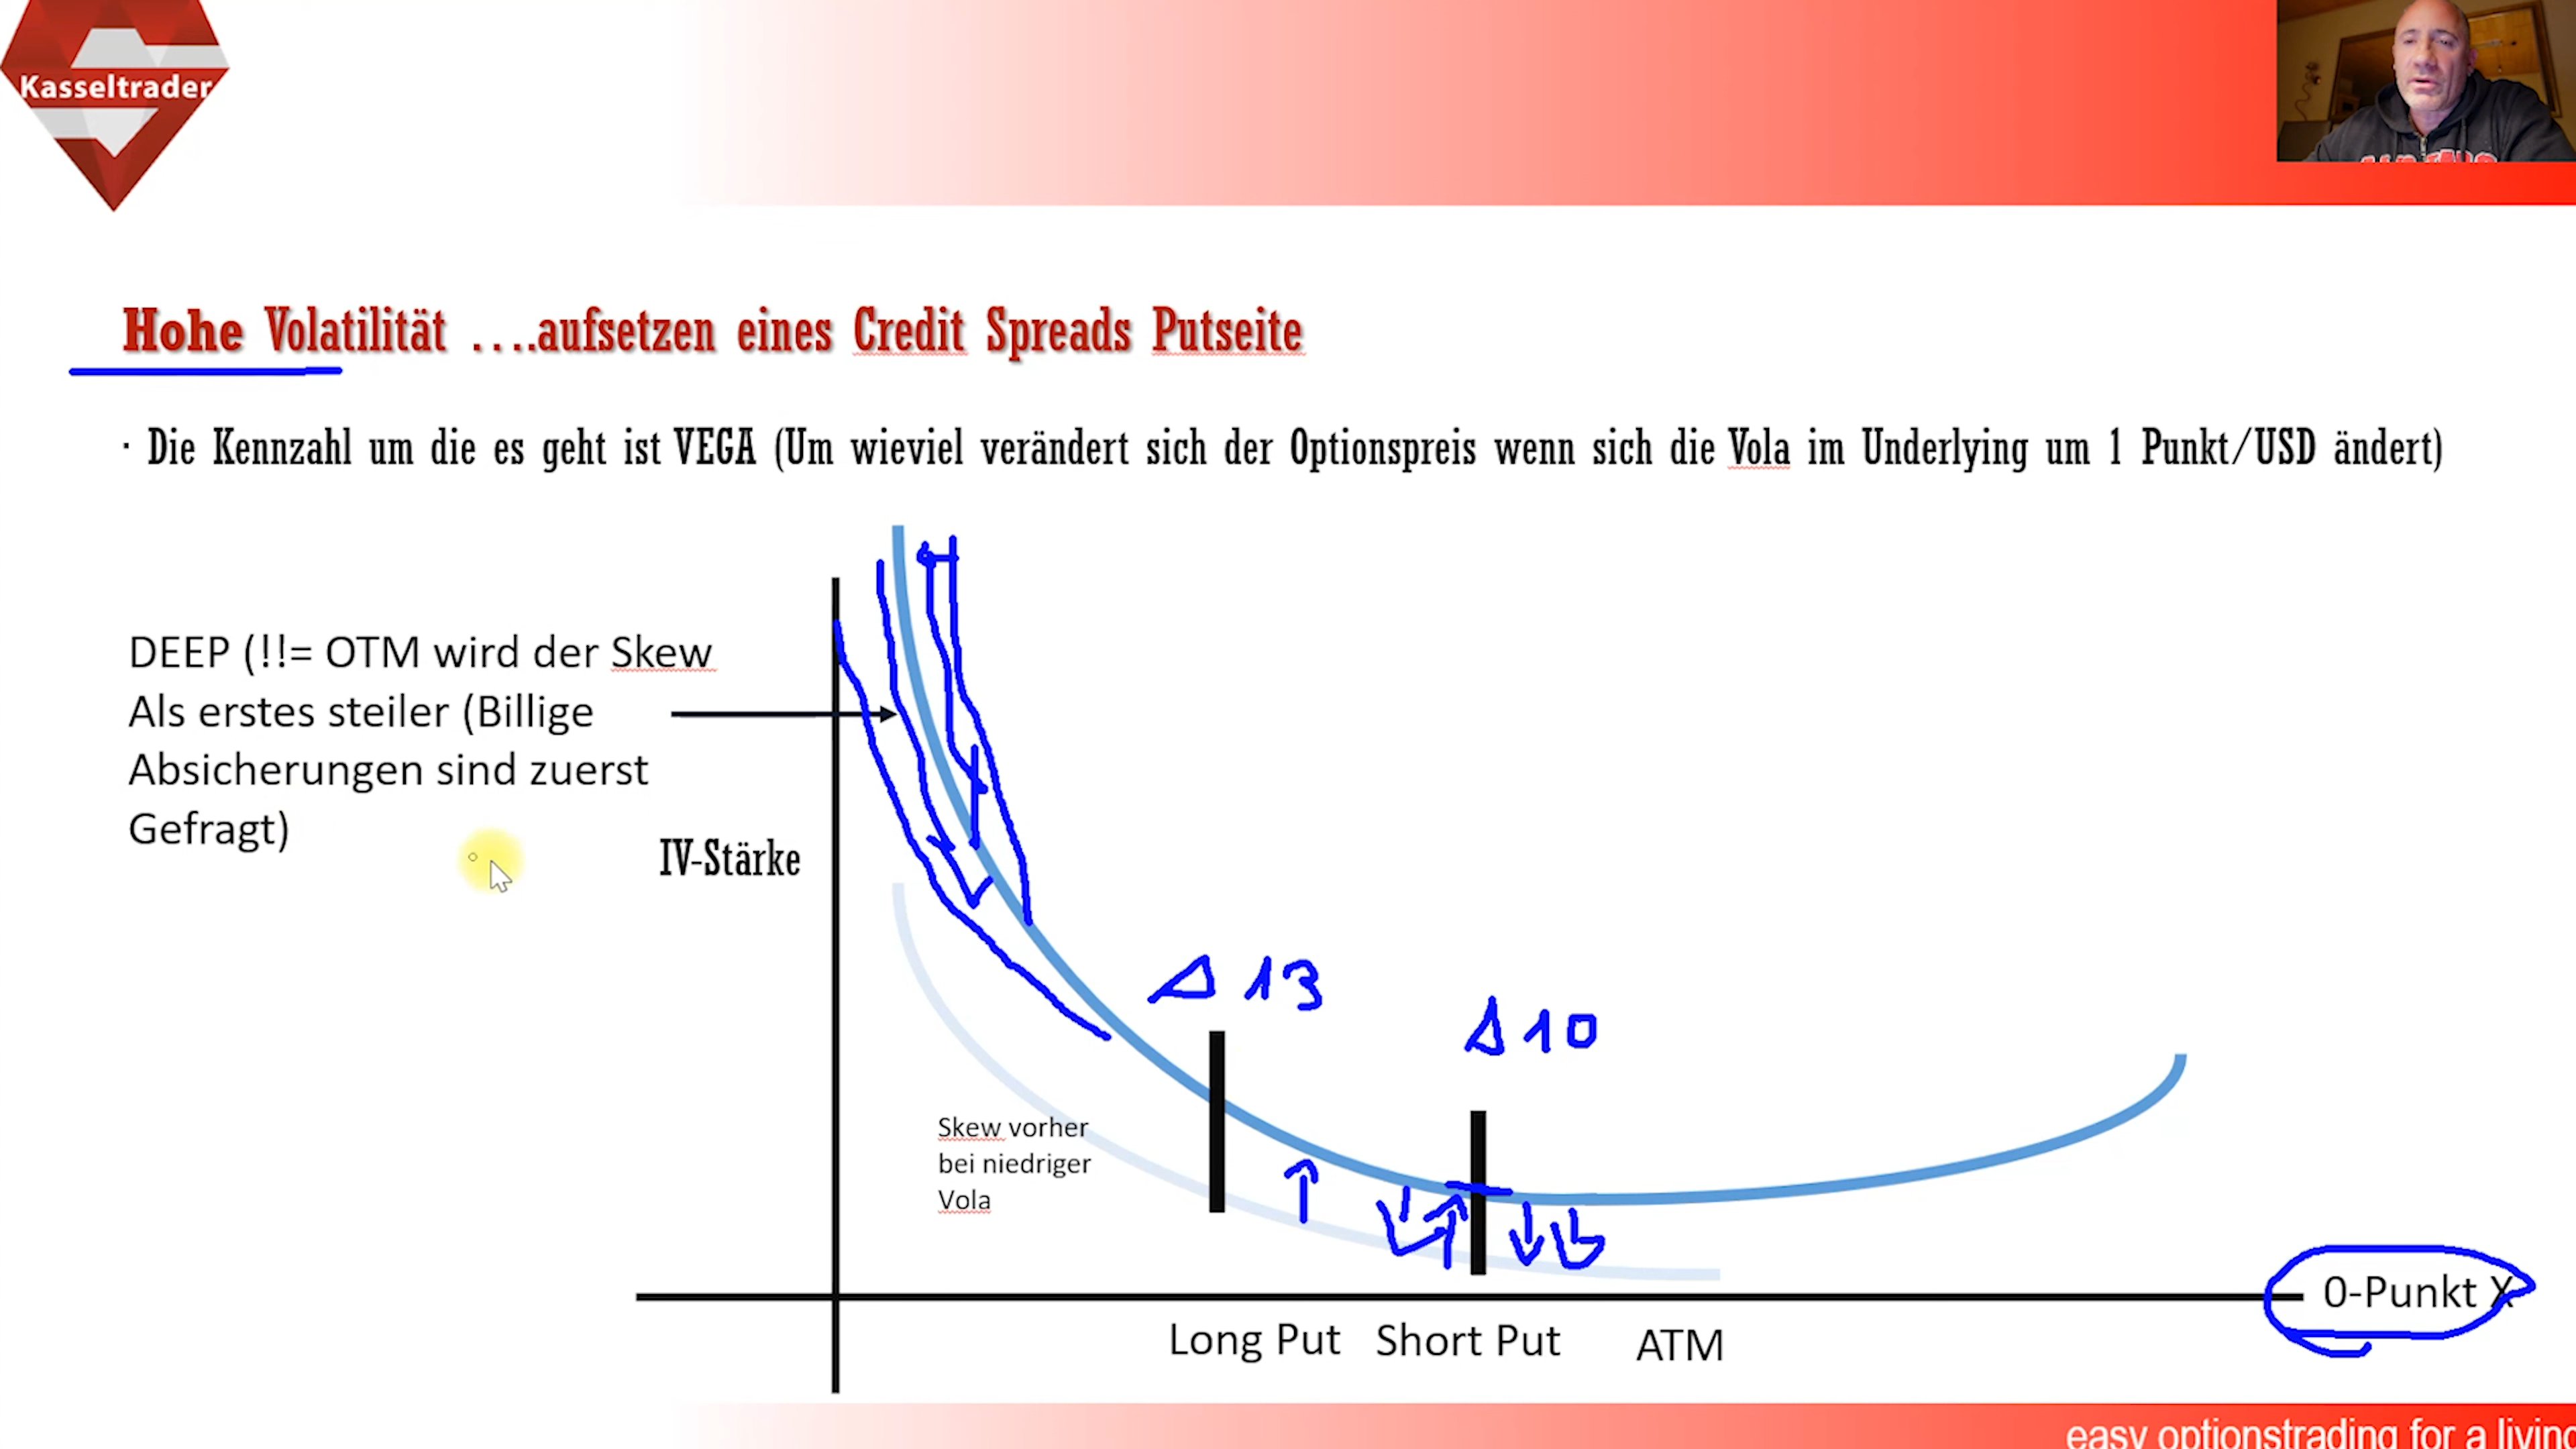 Kasseltrader
Hohe Volatilität ....aufsetzen eines Credit Spreads Putseite
· Die Kennzahl um die es geht ist VEGA (Um wieviel verändert sich der Optionspreis wenn sich die Vola im Underlying um 1 Punkt/USD ändert)
DEEP (!!= OTM wird der Skew
Als erstes steiler (Billige
Absicherungen sind zuerst
Gefragt)
IV-Stärke
Δ 13
Δ 10
Skew vorher
bei niedriger
Vola
0-Punkt X
Long Put
Short Put
ATM
easy optionstrading for a living